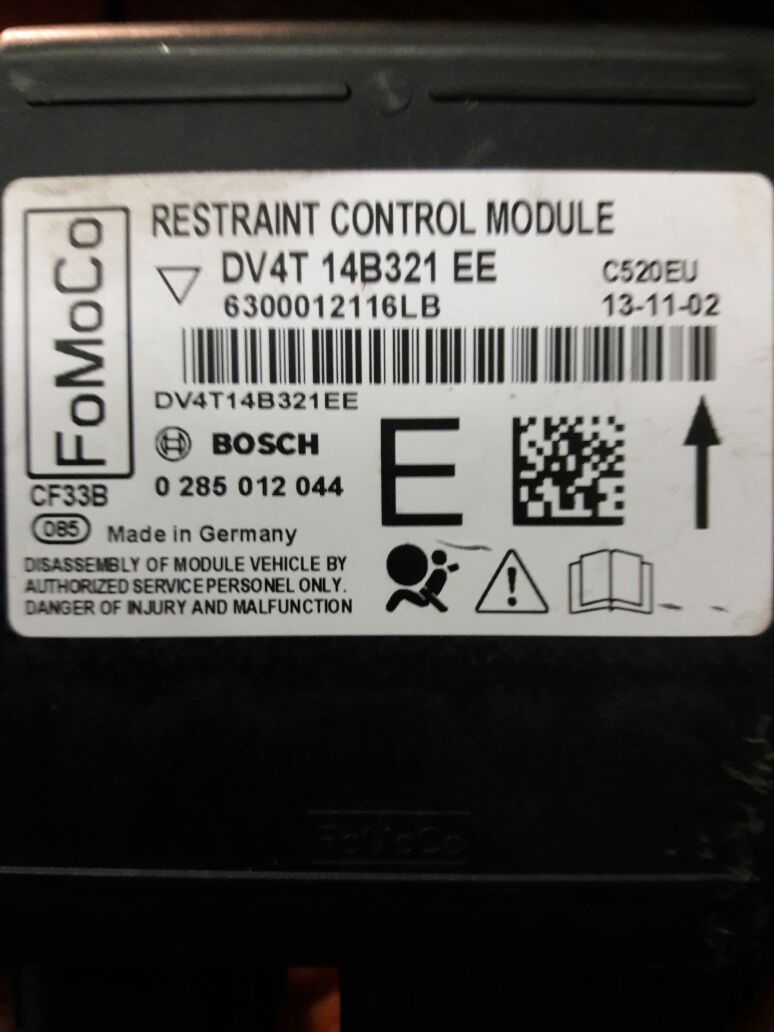 RESTRAINT CONTROL MODULE
FoMoCo
DV4T 14B321 EE
C520EU
6300012116LB
13-11-02
DV4T14B321EE
BOSCH
E
CF33B
0 285 012 044
085
Made in Germany
DISASSEMBLY OF MODULE VEHICLE BY
AUTHORIZED SERVICE PERSONEL ONLY.
DANGER OF INJURY AND MALFUNCTION
FoMoCo